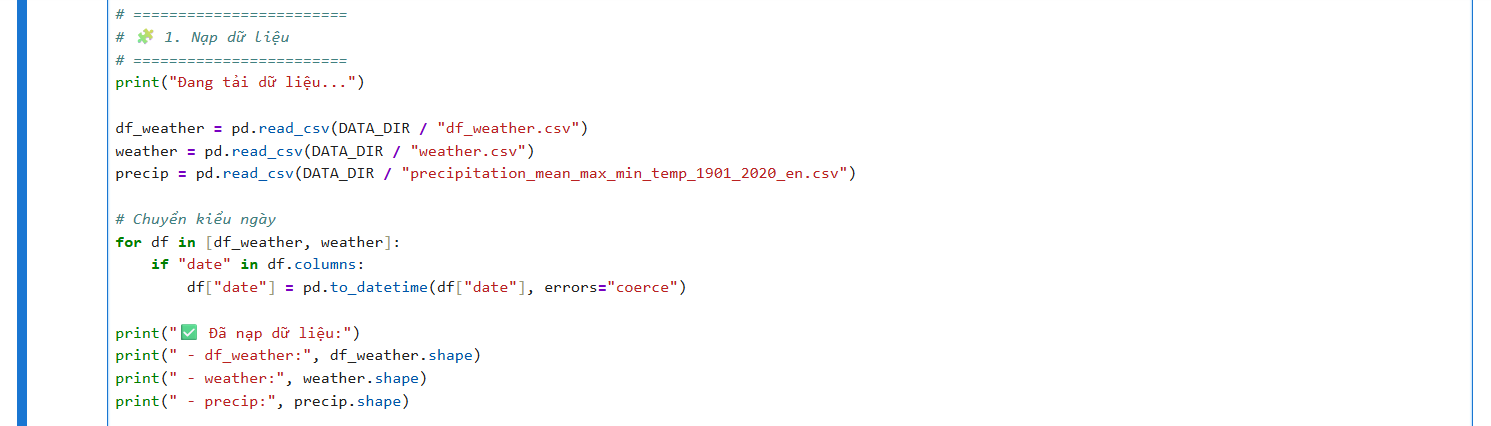 # ========================
# 🧩 1. Nạp dữ liệu
# ========================
print("Đang tải dữ liệu...")
df_weather = pd.read_csv(DATA_DIR / "df_weather.csv")
weather = pd.read_csv(DATA_DIR / "weather.csv")
precip = pd.read_csv(DATA_DIR / "precipitation_mean_max_min_temp_1901_2020_en.csv")
# Chuyển kiểu ngày
for df in [df_weather, weather]:
    if "date" in df.columns:
        df["date"] = pd.to_datetime(df["date"], errors="coerce")
print("✅ Đã nạp dữ liệu:")
print(" - df_weather:", df_weather.shape)
print(" - weather:", weather.shape)
print(" - precip:", precip.shape)